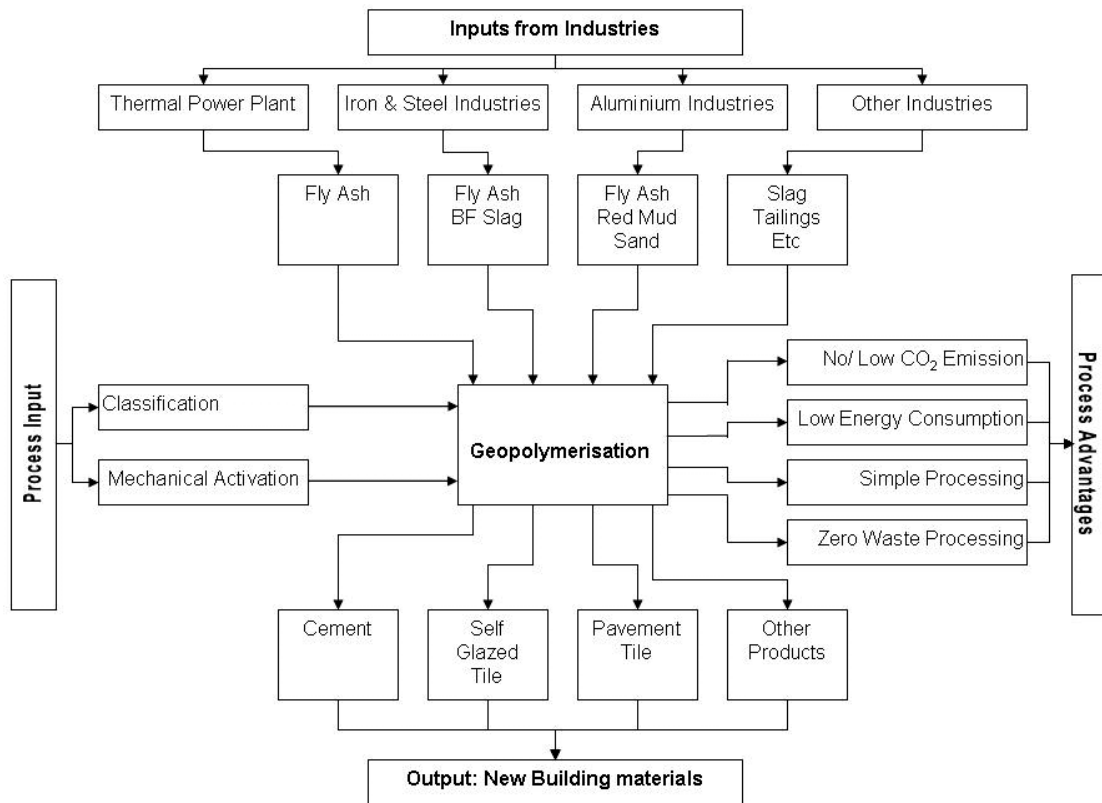 Inputs from Industries
Thermal Power Plant
Iron & Steel Industries
Aluminium Industries
Other Industries
Fly Ash
Fly Ash
BF Slag
Fly Ash
Red Mud
Sand
Slag
Tailings
Etc
Process Input
Classification
Mechanical Activation
Geopolymerisation
No/ Low CO₂ Emission
Low Energy Consumption
Simple Processing
Zero Waste Processing
Process Advantages
Cement
Self
Glazed
Tile
Pavement
Tile
Other
Products
Output: New Building materials